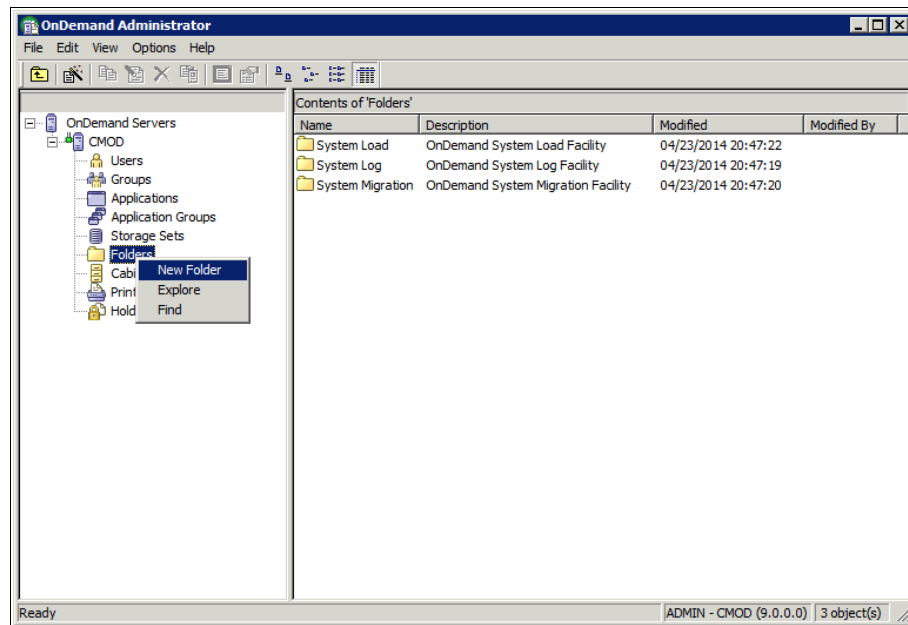 OnDemand Administrator
File Edit View Options Help
Contents of 'Folders'
Name Description Modified Modified By
System Load OnDemand System Load Facility 04/23/2014 20:47:22
System Log OnDemand System Log Facility 04/23/2014 20:47:19
System Migration OnDemand System Migration Facility 04/23/2014 20:47:20
OnDemand Servers
CMOD
Users
Groups
Applications
Application Groups
Storage Sets
Folders
Cabi
Print
Hold
New Folder
Explore
Find
Ready ADMIN - CMOD (9.0.0.0) 3 object(s)